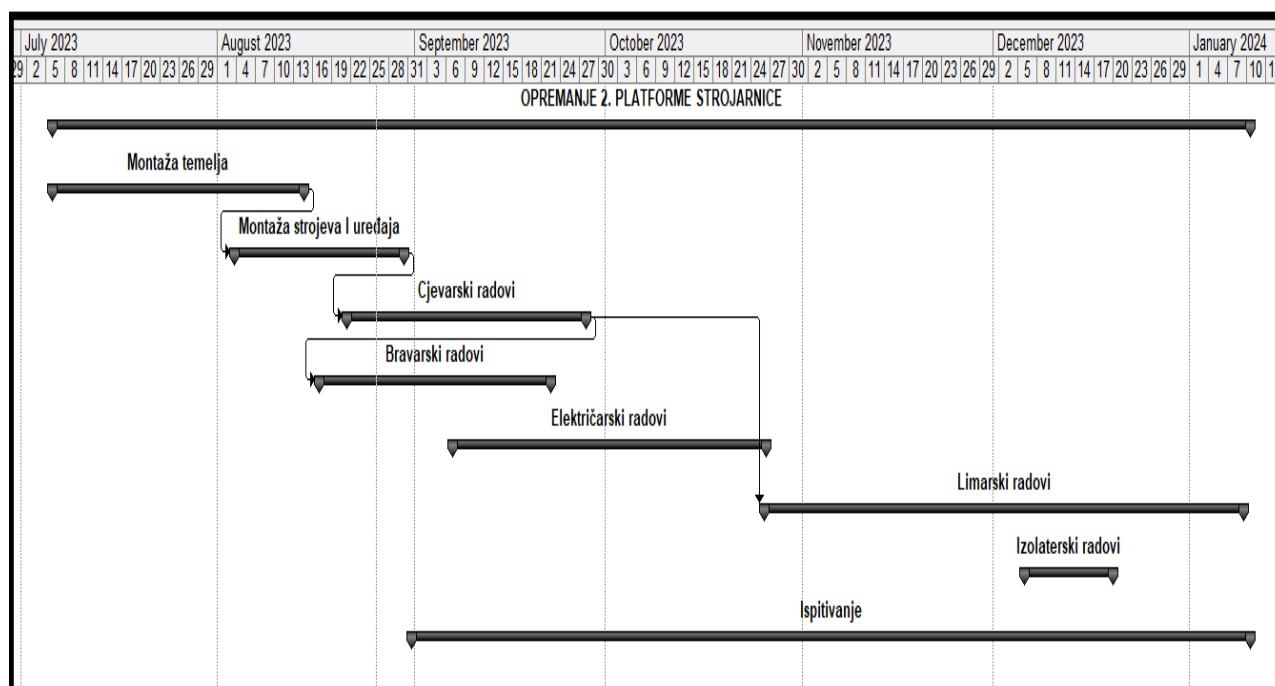 July 2023 August 2023 September 2023 October 2023 November 2023 December 2023 January 2024
29 2 5 8 11 14 17 20 23 26 29 1 4 7 10 13 16 19 22 25 28 31 3 6 9 12 15 18 21 24 27 30 3 6 9 12 15 18 21 24 27 30 2 5 8 11 14 17 20 23 26 29 2 5 8 11 14 17 20 23 26 29 1 4 7 10 1
OPREMANJE 2. PLATFORME STROJARNICE
Montaža temelja
Montaža strojeva I uređaja
Cjevarski radovi
Bravarski radovi
Električarski radovi
Limarski radovi
Izolaterski radovi
Ispitivanje